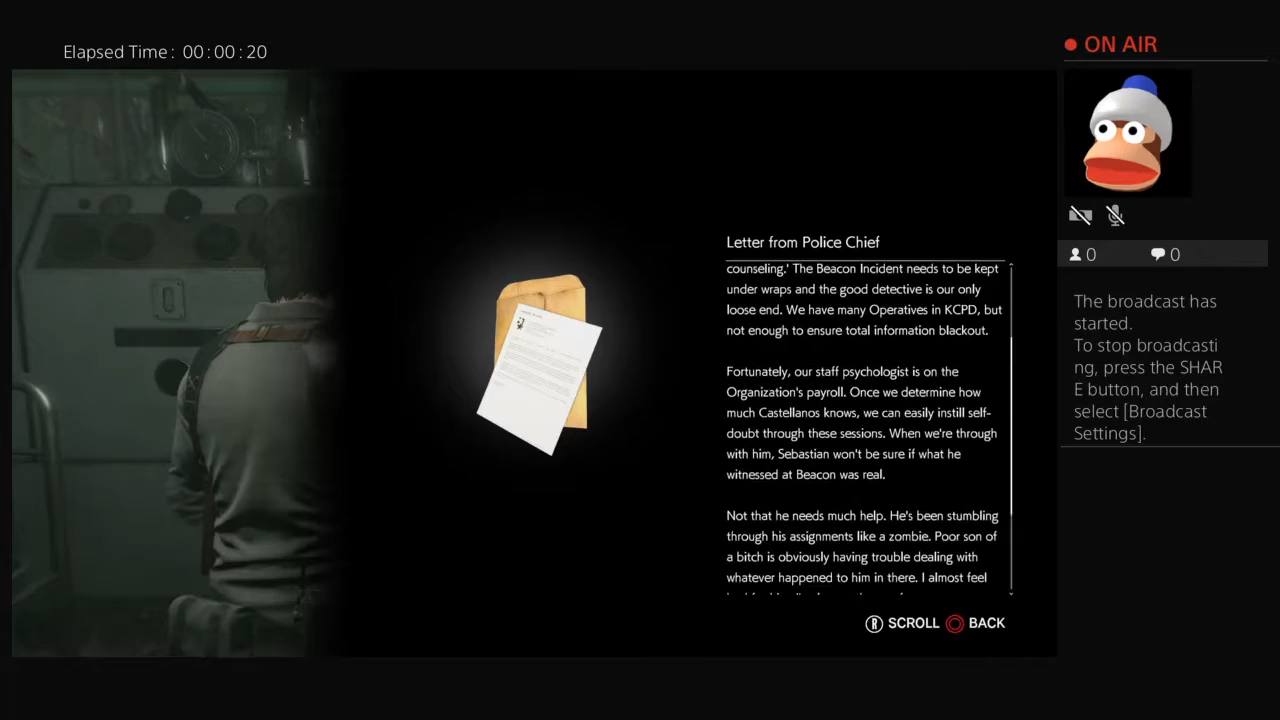 Elapsed Time: 00:00:20
ON AIR
0
0
The broadcast has
started.
To stop broadcasti
ng, press the SHAR
E button, and then
select [Broadcast
Settings].
Letter from Police Chief
counseling.' The Beacon Incident needs to be kept
under wraps and the good detective is our only
loose end. We have many Operatives in KCPD, but
not enough to ensure total information blackout.
Fortunately, our staff psychologist is on the
Organization's payroll. Once we determine how
much Castellanos knows, we can easily instill self-
doubt through these sessions. When we're through
with him, Sebastian won't be sure if what he
witnessed at Beacon was real.
Not that he needs much help. He's been stumbling
through his assignments like a zombie. Poor son of
a bitch is obviously having trouble dealing with
whatever happened to him in there. I almost feel
R SCROLL BACK